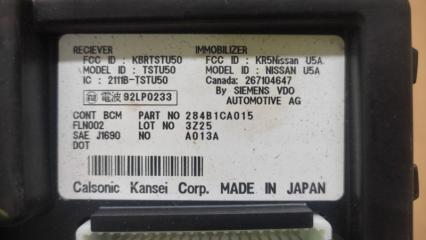 RECIEVER IMMOBILIZER
FCC ID : KBRTSTU50 FCC ID : KR5Nissan U5A
MODEL ID : TSTU50 MODEL ID : NISSAN U5A
IC : 2111B-TSTU50 Canada: 267104647
電波 92LP0233 By SIEMENS VDO
AUTOMOTIVE AG
CONT BCM PART NO 284B1CA015
FLN002 LOT NO 3Z25
SAE J1690 NO A013A
DOT
Calsonic Kansei Corp. MADE IN JAPAN